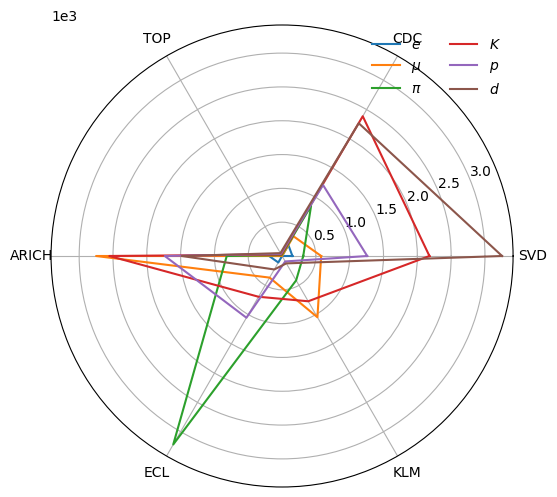 1e3
TOP
CDC
e K
μ p
π d
3.0
2.5
2.0
1.5
1.0
0.5
ARICH
SVD
ECL
KLM